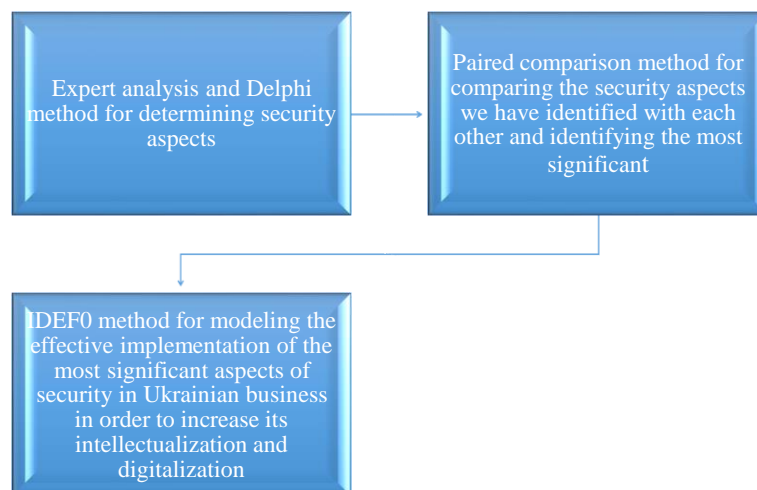 Expert analysis and Delphi
method for determining security
aspects
Paired comparison method for
comparing the security aspects
we have identified with each
other and identifying the most
significant
IDEF0 method for modeling the
effective implementation of the
most significant aspects of
security in Ukrainian business
in order to increase its
intellectualization and
digitalization